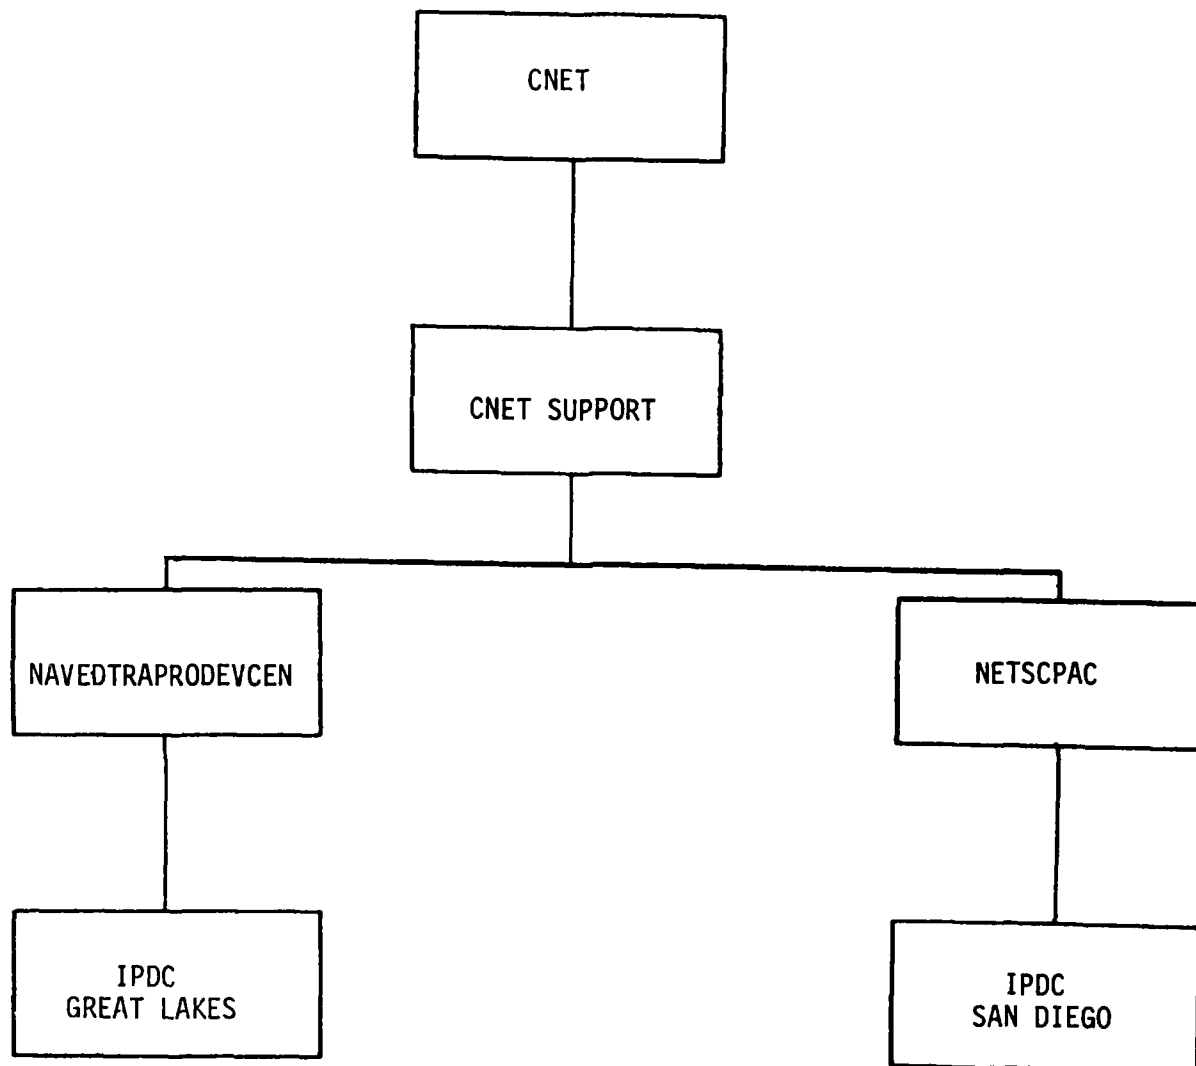 CNET
CNET SUPPORT
NAVEDTRAPRODEVCEN
NETSCPAC
IPDC
GREAT LAKES
IPDC
SAN DIEGO